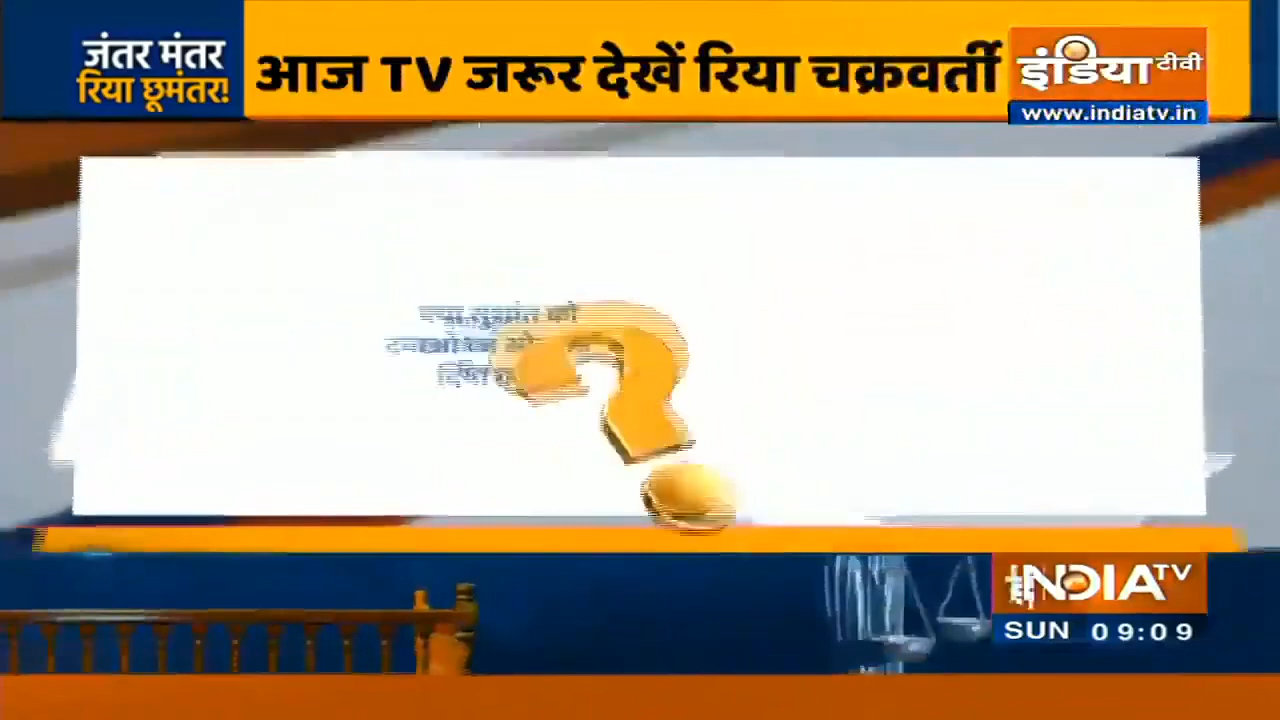 जंतर मंतर
रिया छूमंतर!
आज TV जरूर देखें रिया चक्रवर्ती
इंडिया टीवी
www.indiatv.in
को
?
INDIA TV
SUN 09:09